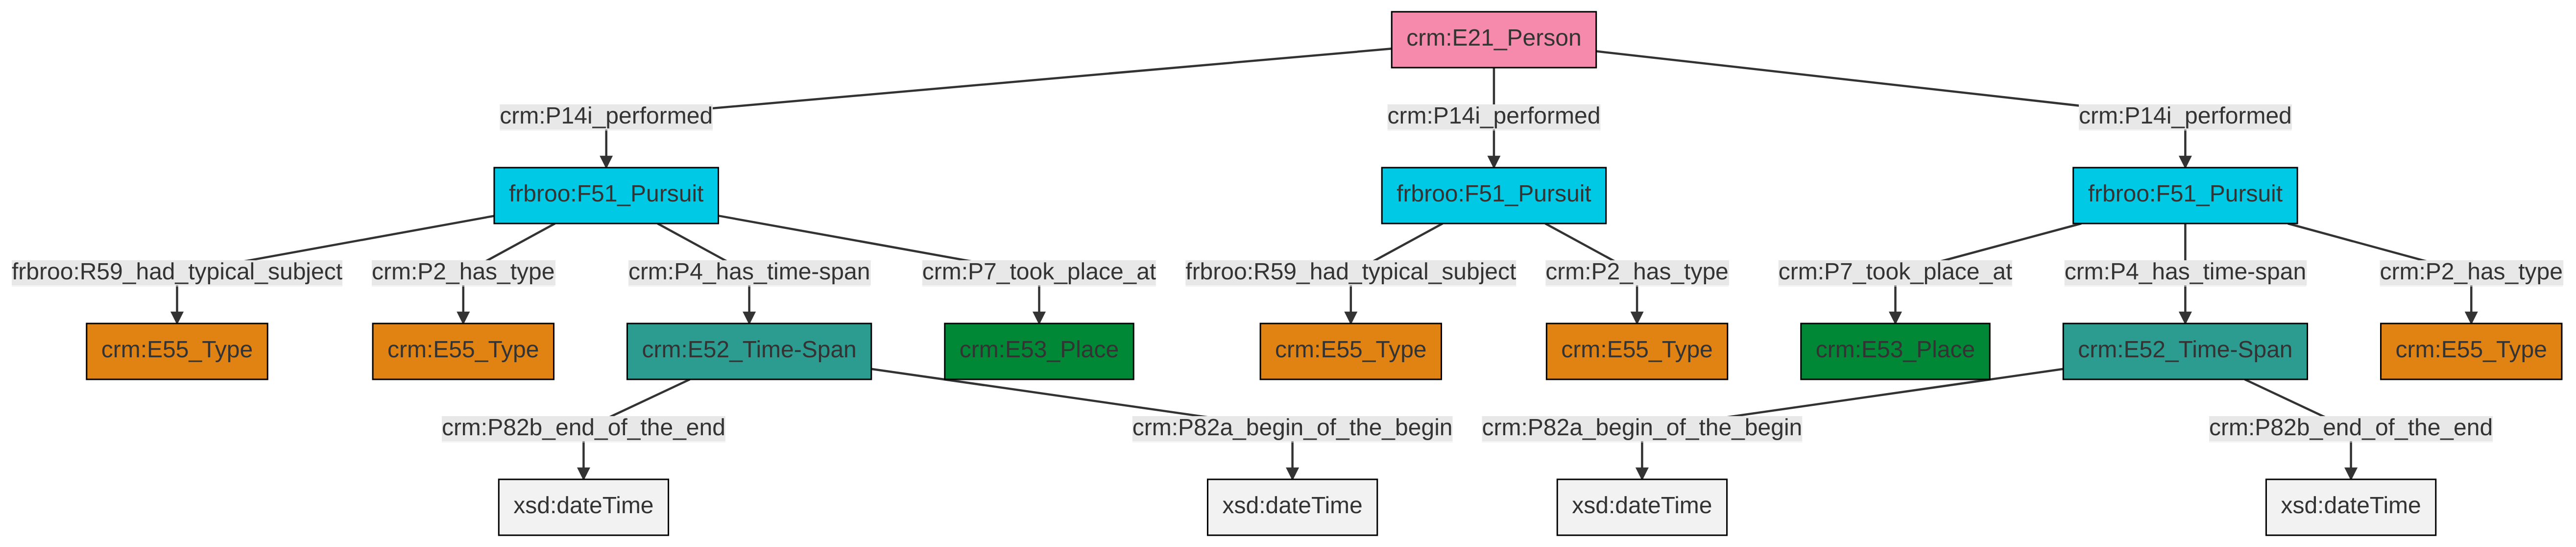 crm:E21_Person
crm:P14i_performed
crm:P14i_performed
crm:P14i_performed
frbroo:F51_Pursuit
frbroo:F51_Pursuit
frbroo:F51_Pursuit
frbroo:R59_had_typical_subject
crm:P2_has_type
crm:P4_has_time-span
crm:P7_took_place_at
frbroo:R59_had_typical_subject
crm:P2_has_type
crm:P7_took_place_at
crm:P4_has_time-span
crm:P2_has_type
crm:E55_Type
crm:E55_Type
crm:E52_Time-Span
crm:E53_Place
crm:E55_Type
crm:E55_Type
crm:E53_Place
crm:E52_Time-Span
crm:E55_Type
crm:P82b_end_of_the_end
crm:P82a_begin_of_the_begin
crm:P82a_begin_of_the_begin
crm:P82b_end_of_the_end
xsd:dateTime
xsd:dateTime
xsd:dateTime
xsd:dateTime